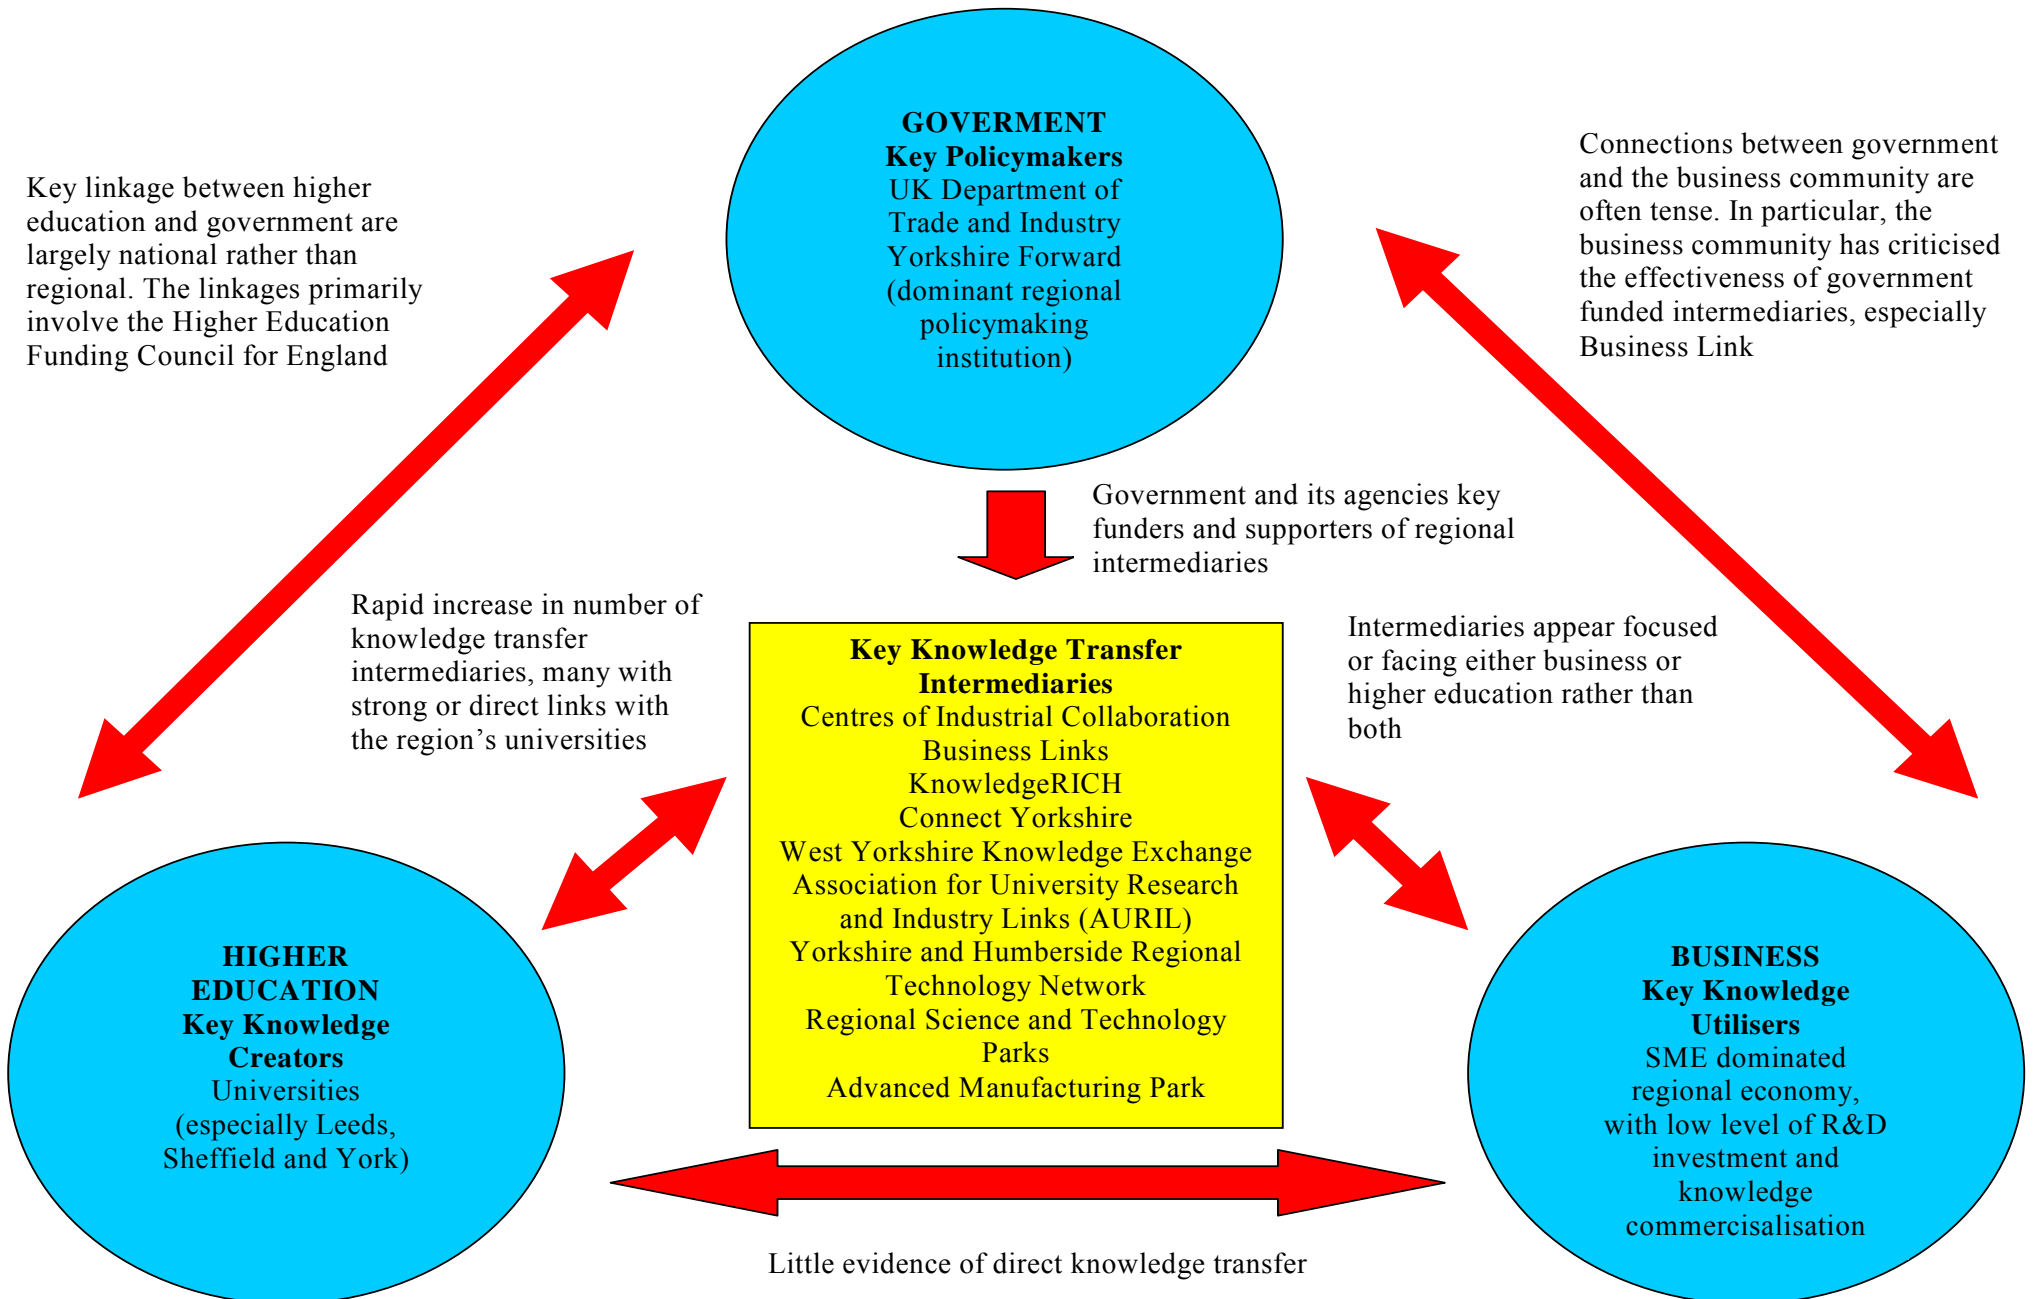 GOVERMENT
Key Policymakers
UK Department of
Trade and Industry
Yorkshire Forward
(dominant regional
policymaking
institution)
Key linkage between higher
education and government are
largely national rather than
regional. The linkages primarily
involve the Higher Education
Funding Council for England
Connections between government
and the business community are
often tense. In particular, the
business community has criticised
the effectiveness of government
funded intermediaries, especially
Business Link
Government and its agencies key
funders and supporters of regional
intermediaries
Rapid increase in number of
knowledge transfer
intermediaries, many with
strong or direct links with
the region’s universities
Key Knowledge Transfer
Intermediaries
Centres of Industrial Collaboration
Business Links
KnowledgeRICH
Connect Yorkshire
West Yorkshire Knowledge Exchange
Association for University Research
and Industry Links (AURIL)
Yorkshire and Humberside Regional
Technology Network
Regional Science and Technology
Parks
Advanced Manufacturing Park
Intermediaries appear focused
or facing either business or
higher education rather than
both
HIGHER
EDUCATION
Key Knowledge
Creators
Universities
(especially Leeds,
Sheffield and York)
BUSINESS
Key Knowledge
Utilisers
SME dominated
regional economy,
with low level of R&D
investment and
knowledge
commercisalisation
Little evidence of direct knowledge transfer